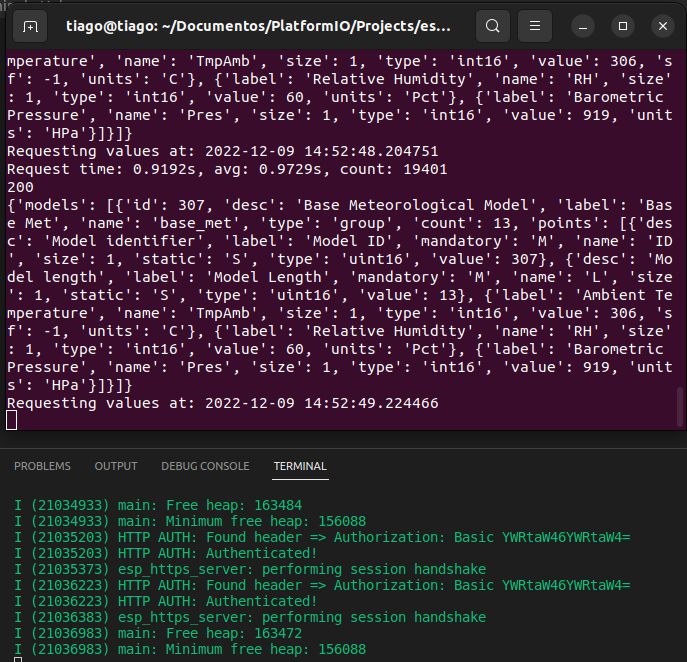 tiago@tiago: ~/Documentos/PlatformIO/Projects/es...
mperature', 'name': 'TmpAmb', 'size': 1, 'type': 'int16', 'value': 306, 's
f': -1, 'units': 'C'}, {'label': 'Relative Humidity', 'name': 'RH', 'size'
: 1, 'type': 'int16', 'value': 60, 'units': 'Pct'}, {'label': 'Barometric
Pressure', 'name': 'Pres', 'size': 1, 'type': 'int16', 'value': 919, 'unit
s': 'HPa'}]}]}
Requesting values at: 2022-12-09 14:52:48.204751
Request time: 0.9192s, avg: 0.9729s, count: 19401
200
{'models': [{'id': 307, 'desc': 'Base Meteorological Model', 'label': 'Bas
e Met', 'name': 'base_met', 'type': 'group', 'count': 13, 'points': [{'des
c': 'Model identifier', 'label': 'Model ID', 'mandatory': 'M', 'name': 'ID
', 'size': 1, 'static': 'S', 'type': 'uint16', 'value': 307}, {'desc': 'Mo
del length', 'label': 'Model Length', 'mandatory': 'M', 'name': 'L', 'size
': 1, 'static': 'S', 'type': 'uint16', 'value': 13}, {'label': 'Ambient Te
mperature', 'name': 'TmpAmb', 'size': 1, 'type': 'int16', 'value': 306, 's
f': -1, 'units': 'C'}, {'label': 'Relative Humidity', 'name': 'RH', 'size'
: 1, 'type': 'int16', 'value': 60, 'units': 'Pct'}, {'label': 'Barometric
Pressure', 'name': 'Pres', 'size': 1, 'type': 'int16', 'value': 919, 'unit
s': 'HPa'}]}]}
Requesting values at: 2022-12-09 14:52:49.224466
PROBLEMS OUTPUT DEBUG CONSOLE TERMINAL
I (21034933) main: Free heap: 163484
I (21034933) main: Minimum free heap: 156088
I (21035203) HTTP AUTH: Found header => Authorization: Basic YWRtaW46YWRtaW4=
I (21035203) HTTP AUTH: Authenticated!
I (21035373) esp_https_server: performing session handshake
I (21036223) HTTP AUTH: Found header => Authorization: Basic YWRtaW46YWRtaW4=
I (21036223) HTTP AUTH: Authenticated!
I (21036383) esp_https_server: performing session handshake
I (21036983) main: Free heap: 163472
I (21036983) main: Minimum free heap: 156088